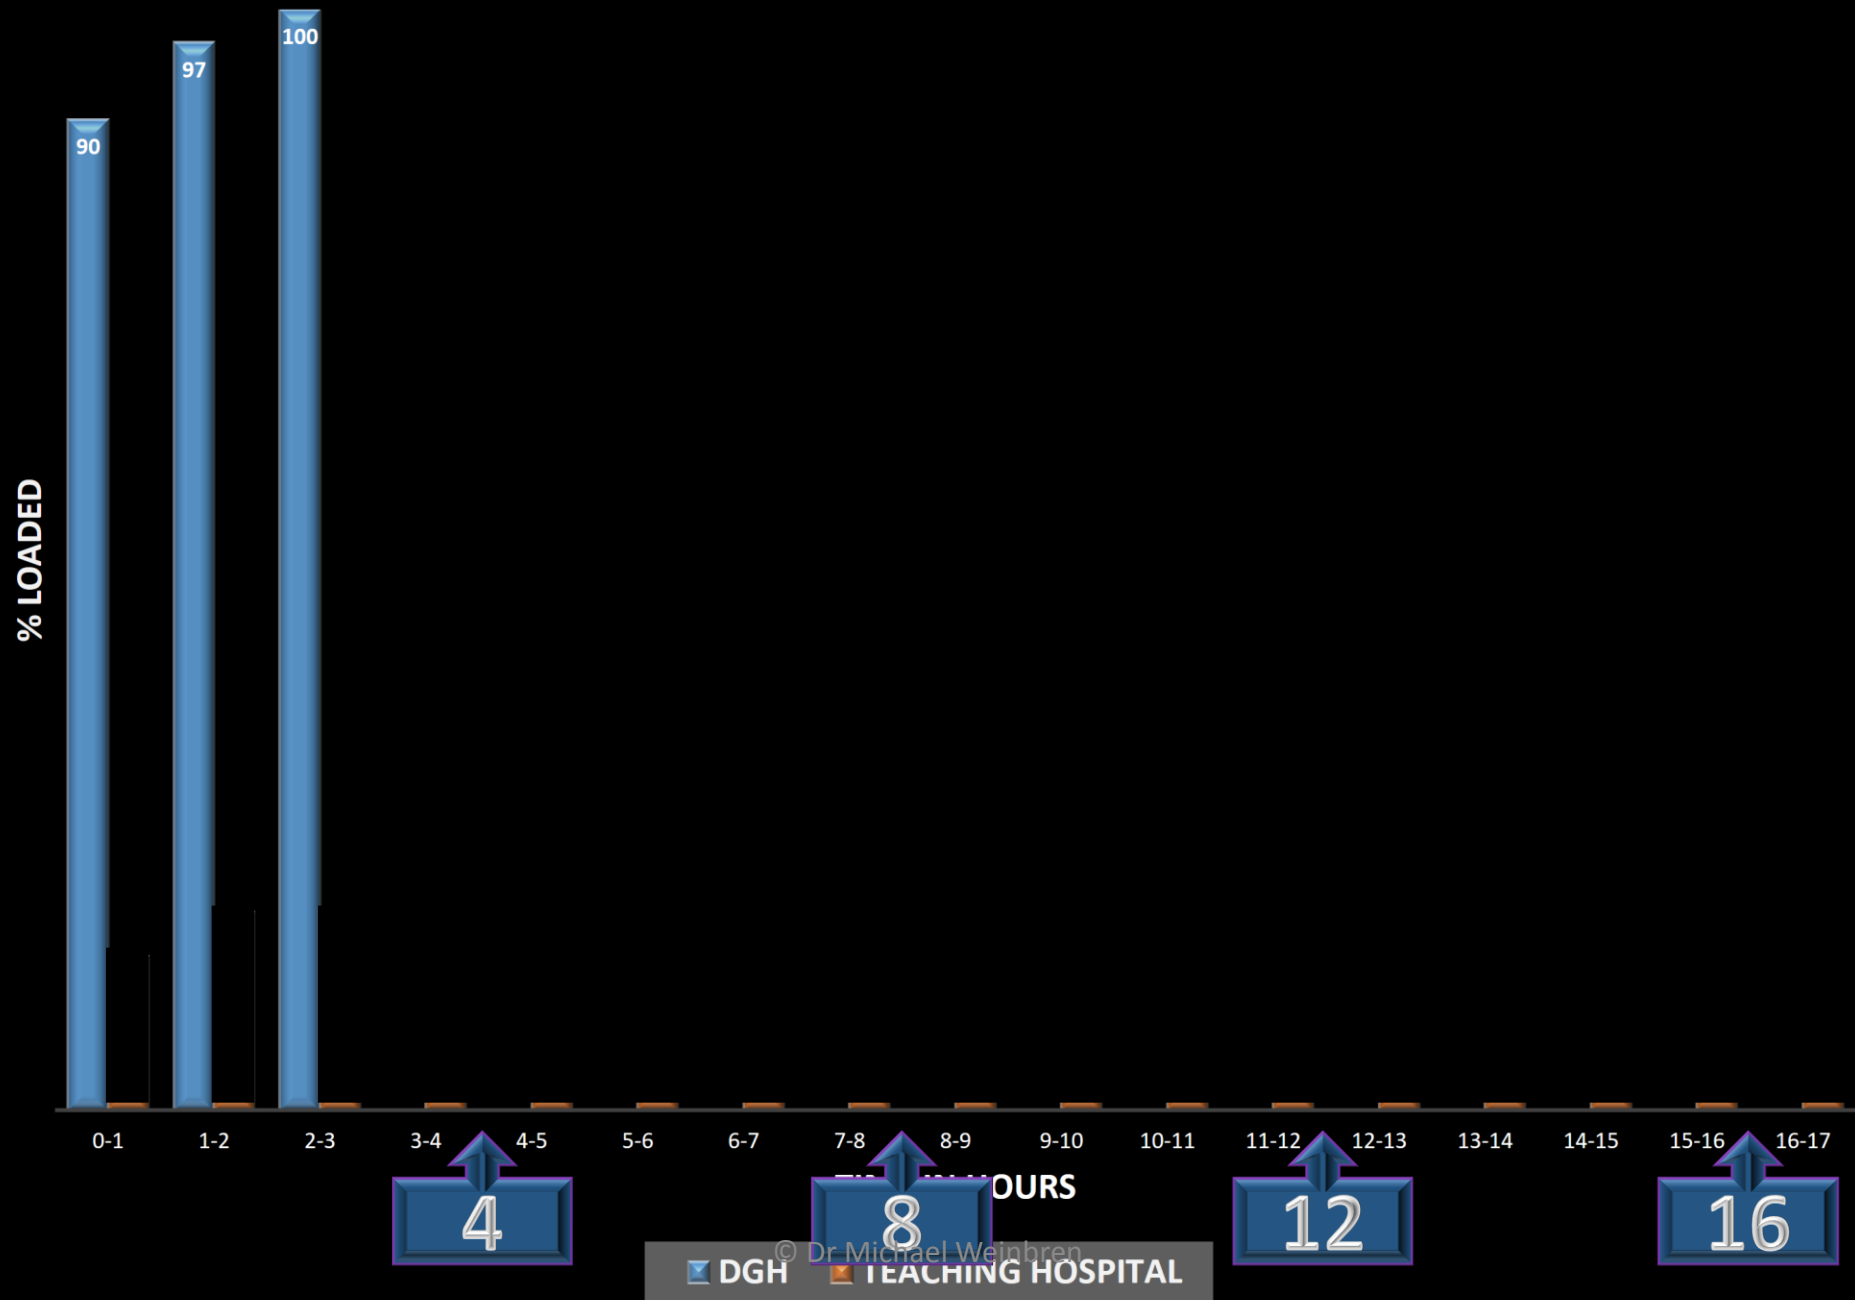 100
97
90
% LOADED
0-1 1-2 2-3 3-4 4-5 5-6 6-7 7-8 8-9 9-10 10-11 11-12 12-13 13-14 14-15 15-16 16-17
HOURS
4 8 12 16
© Dr Michael Weinbren
DGH TEACHING HOSPITAL